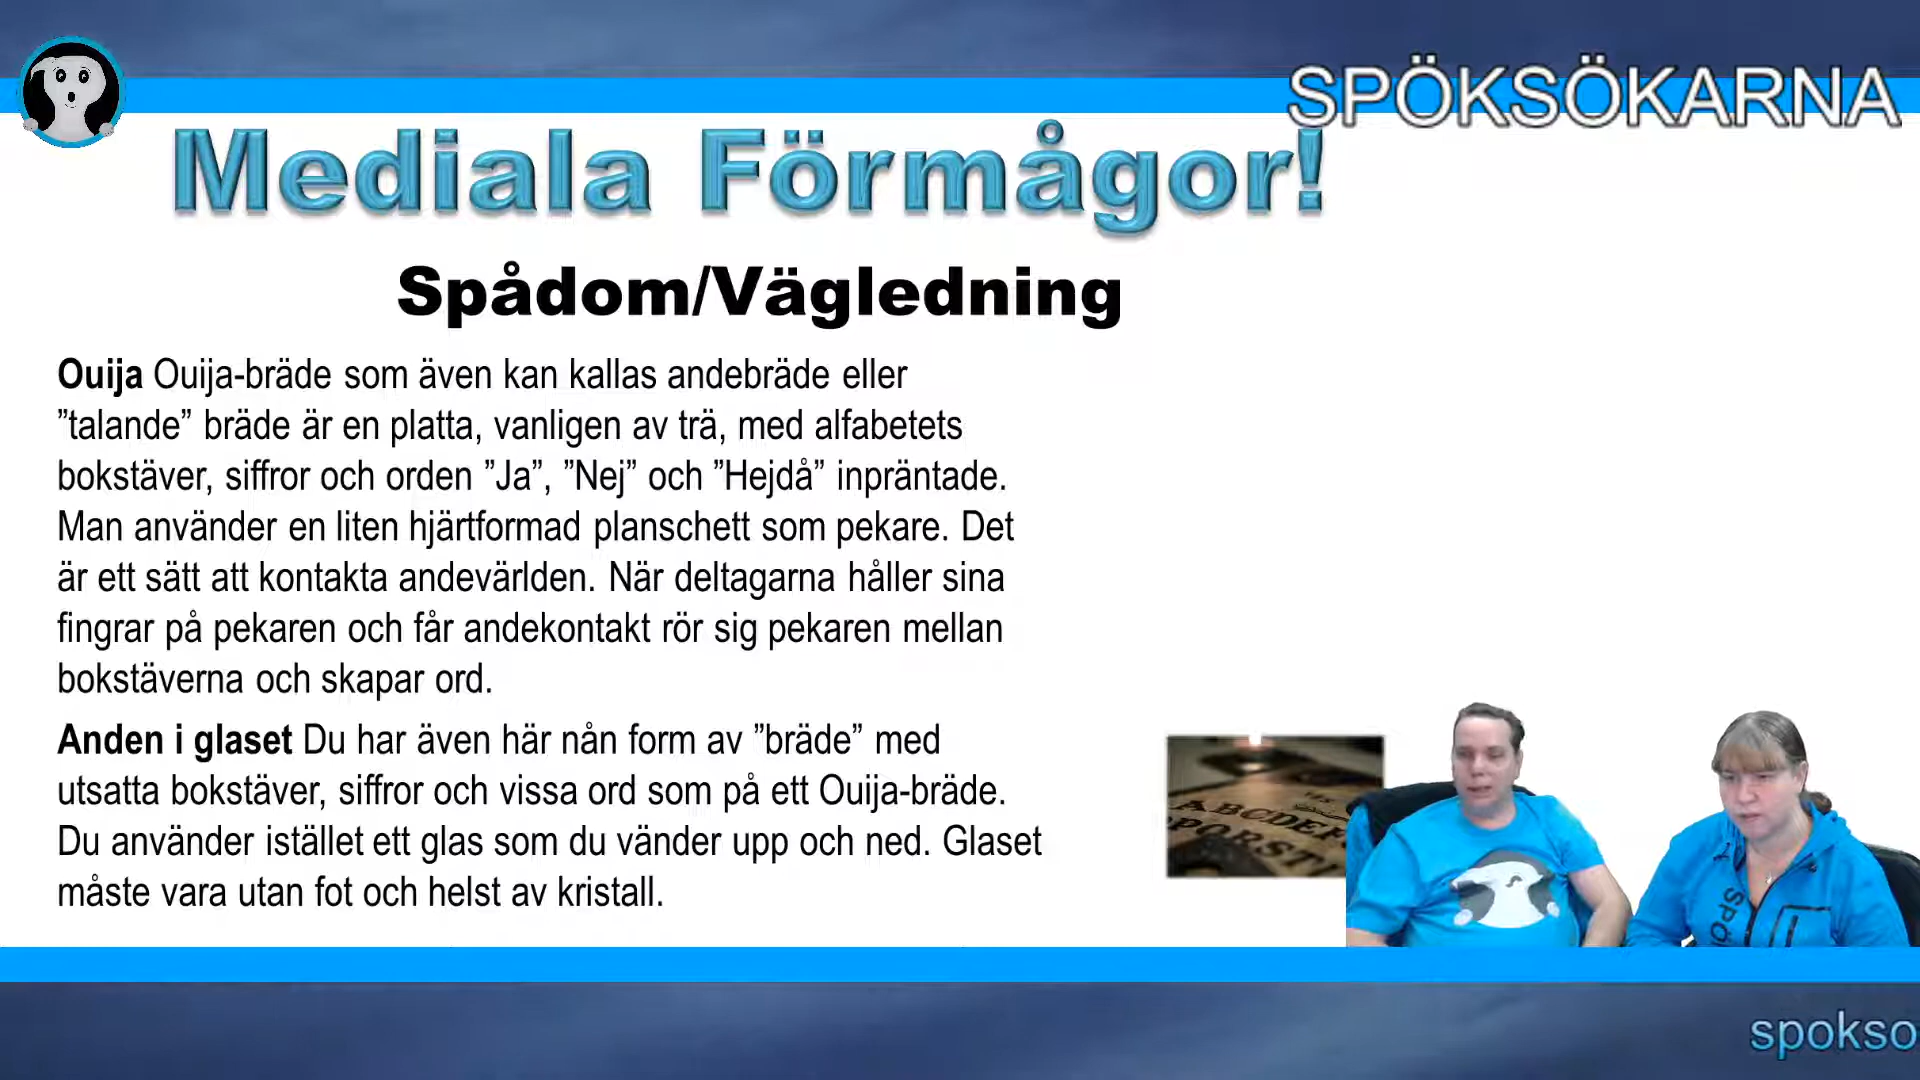 SPÖKSÖKARNA
Mediala Förmågor!
Spådom/Vägledning
Ouija Ouija-bräde som även kan kallas andebräde eller
”talande” bräde är en platta, vanligen av trä, med alfabetets
bokstäver, siffror och orden ”Ja”, ”Nej” och ”Hejdå” inpräntade.
Man använder en liten hjärtformad planschett som pekare. Det
är ett sätt att kontakta andevärlden. När deltagarna håller sina
fingrar på pekaren och får andekontakt rör sig pekaren mellan
bokstäverna och skapar ord.
Anden i glaset Du har även här nån form av ”bräde” med
utsatta bokstäver, siffror och vissa ord som på ett Ouija-bräde.
Du använder istället ett glas som du vänder upp och ned. Glaset
måste vara utan fot och helst av kristall.
ABCDEF
PQRST
SPÖ
spokso